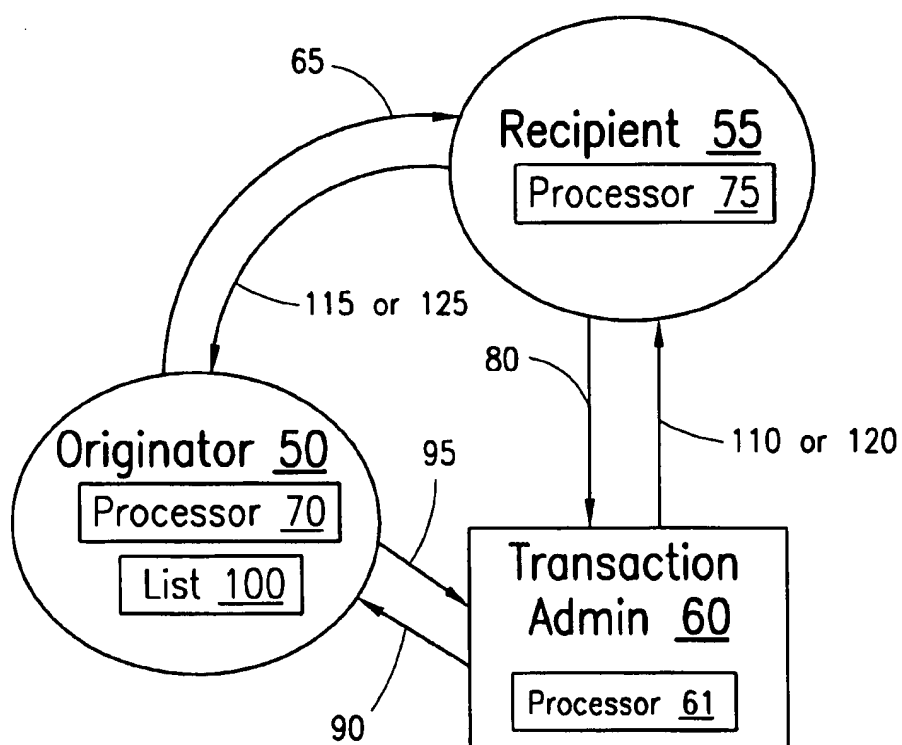 65
Recipient 55
Processor 75
115 or 125
80
110 or 120
Originator 50
Processor 70
List 100
95
Transaction
Admin 60
Processor 61
90